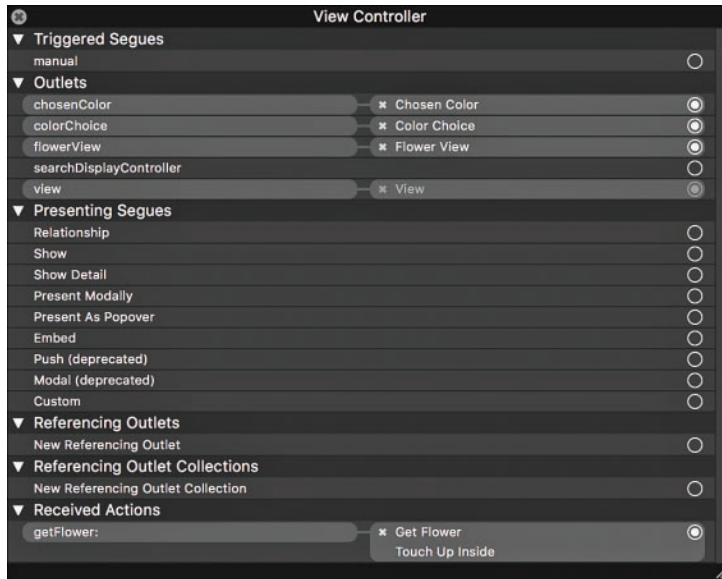 View Controller
Triggered Segues
manual
Outlets
chosenColor Chosen Color
colorChoice Color Choice
flowerView Flower View
searchDisplayController
view View
Presenting Segues
Relationship
Show
Show Detail
Present Modally
Present As Popover
Embed
Push (deprecated)
Modal (deprecated)
Custom
Referencing Outlets
New Referencing Outlet
Referencing Outlet Collections
New Referencing Outlet Collection
Received Actions
getFlower: Get Flower
Touch Up Inside